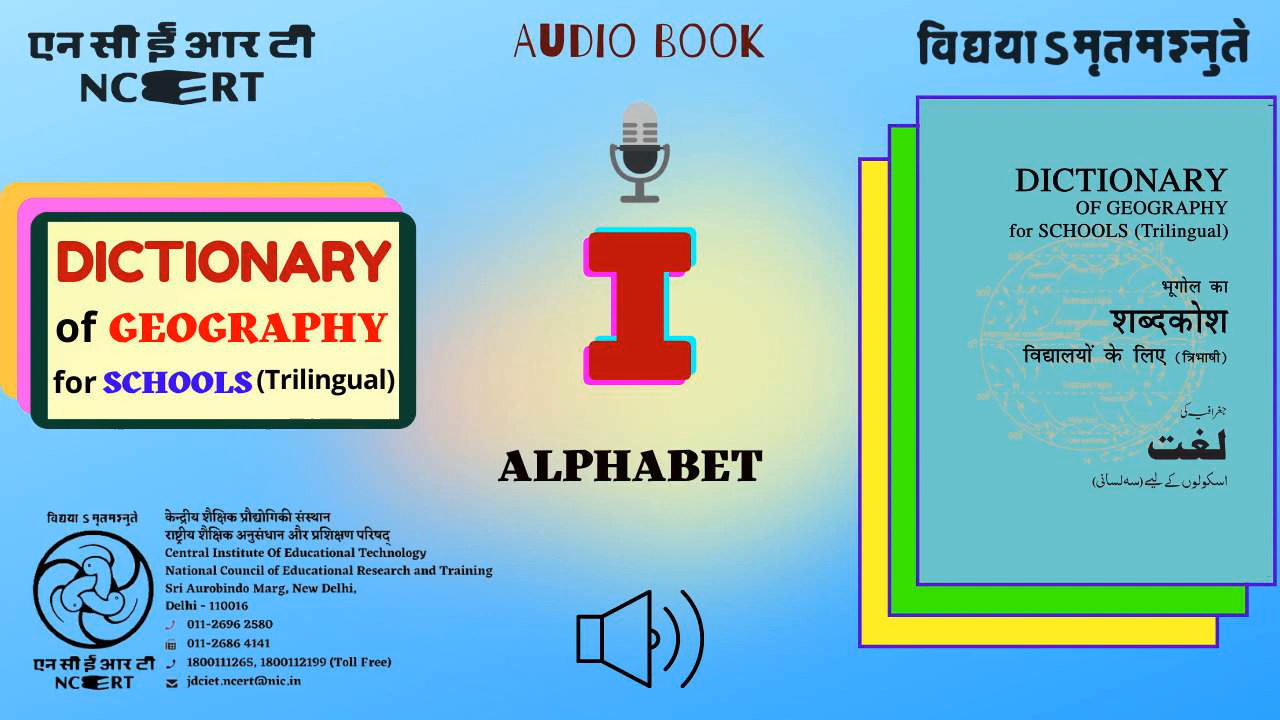 एन सी ई आर टी
NCERT
AUDIO BOOK
विद्यया ऽ मृतमश्नुते
DICTIONARY
of GEOGRAPHY
for SCHOOLS (Trilingual)
I
ALPHABET
DICTIONARY
OF GEOGRAPHY
for SCHOOLS (Trilingual)
भूगोल का
शब्दकोश
विद्यालयों के लिए (त्रिभाषी)
جغرافیہ کی
لغت
اسکولوں کے لیے (سہ لسانی)
विद्यया ऽ मृतमश्नुते
एन सी ई आर टी
NCERT
केन्द्रीय शैक्षिक प्रौद्योगिकी संस्थान
राष्ट्रीय शैक्षिक अनुसंधान और प्रशिक्षण परिषद्
Central Institute Of Educational Technology
National Council of Educational Research and Training
Sri Aurobindo Marg, New Delhi,
Delhi - 110016
011-2696 2580
011-2686 4141
1800111265, 1800112199 (Toll Free)
jdciet.ncert@nic.in